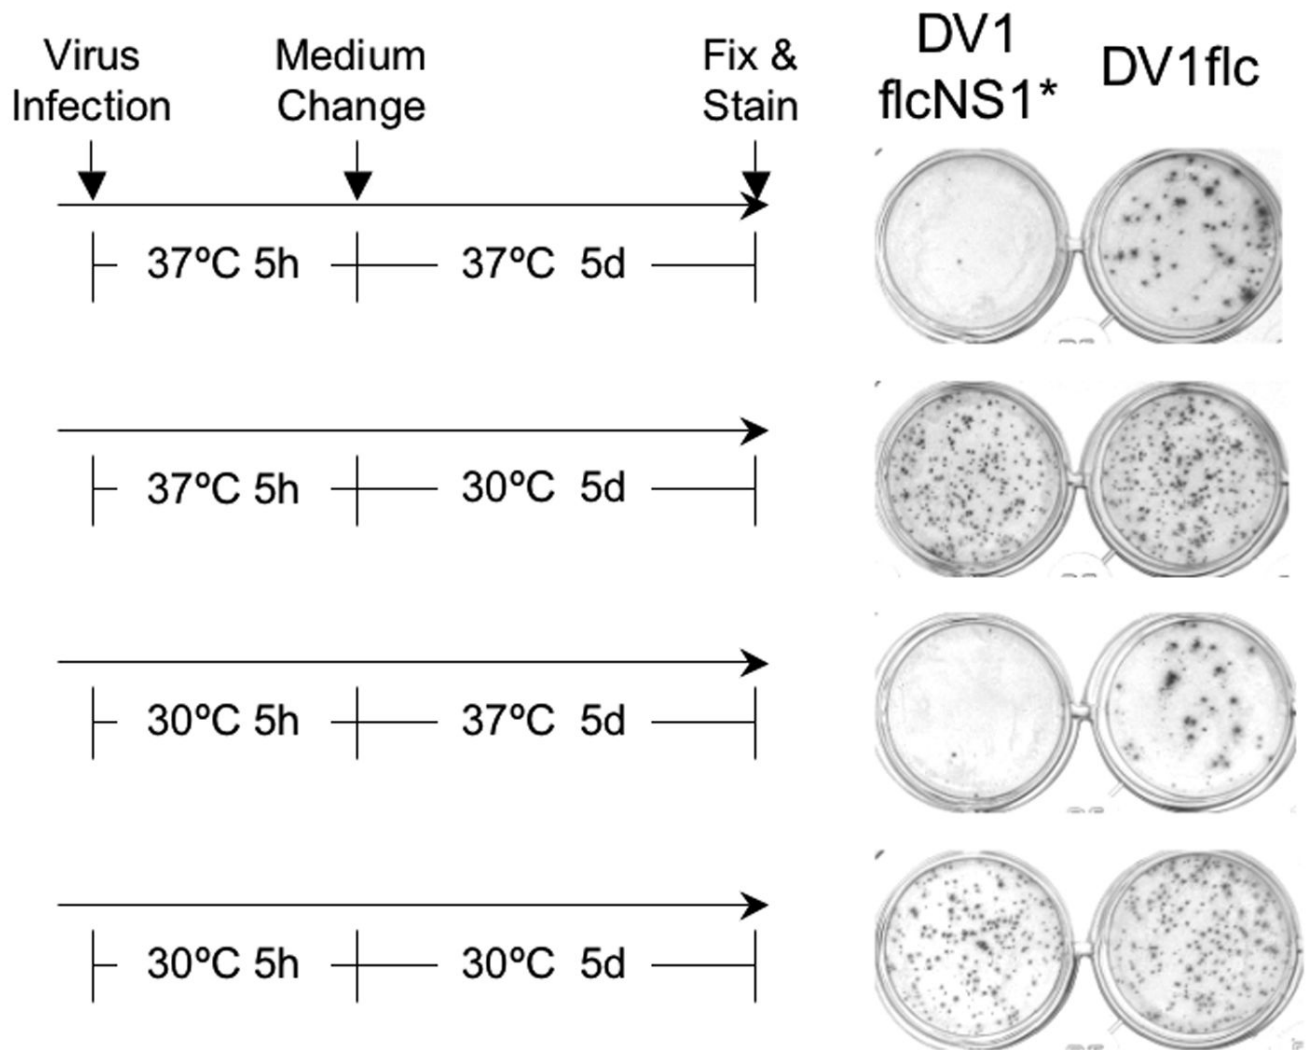 Virus
Infection
Medium
Change
Fix &
Stain
DV1
flcNS1*
DV1flc
37ºC 5h
37ºC 5d
37ºC 5h
30ºC 5d
30ºC 5h
37ºC 5d
30ºC 5h
30ºC 5d